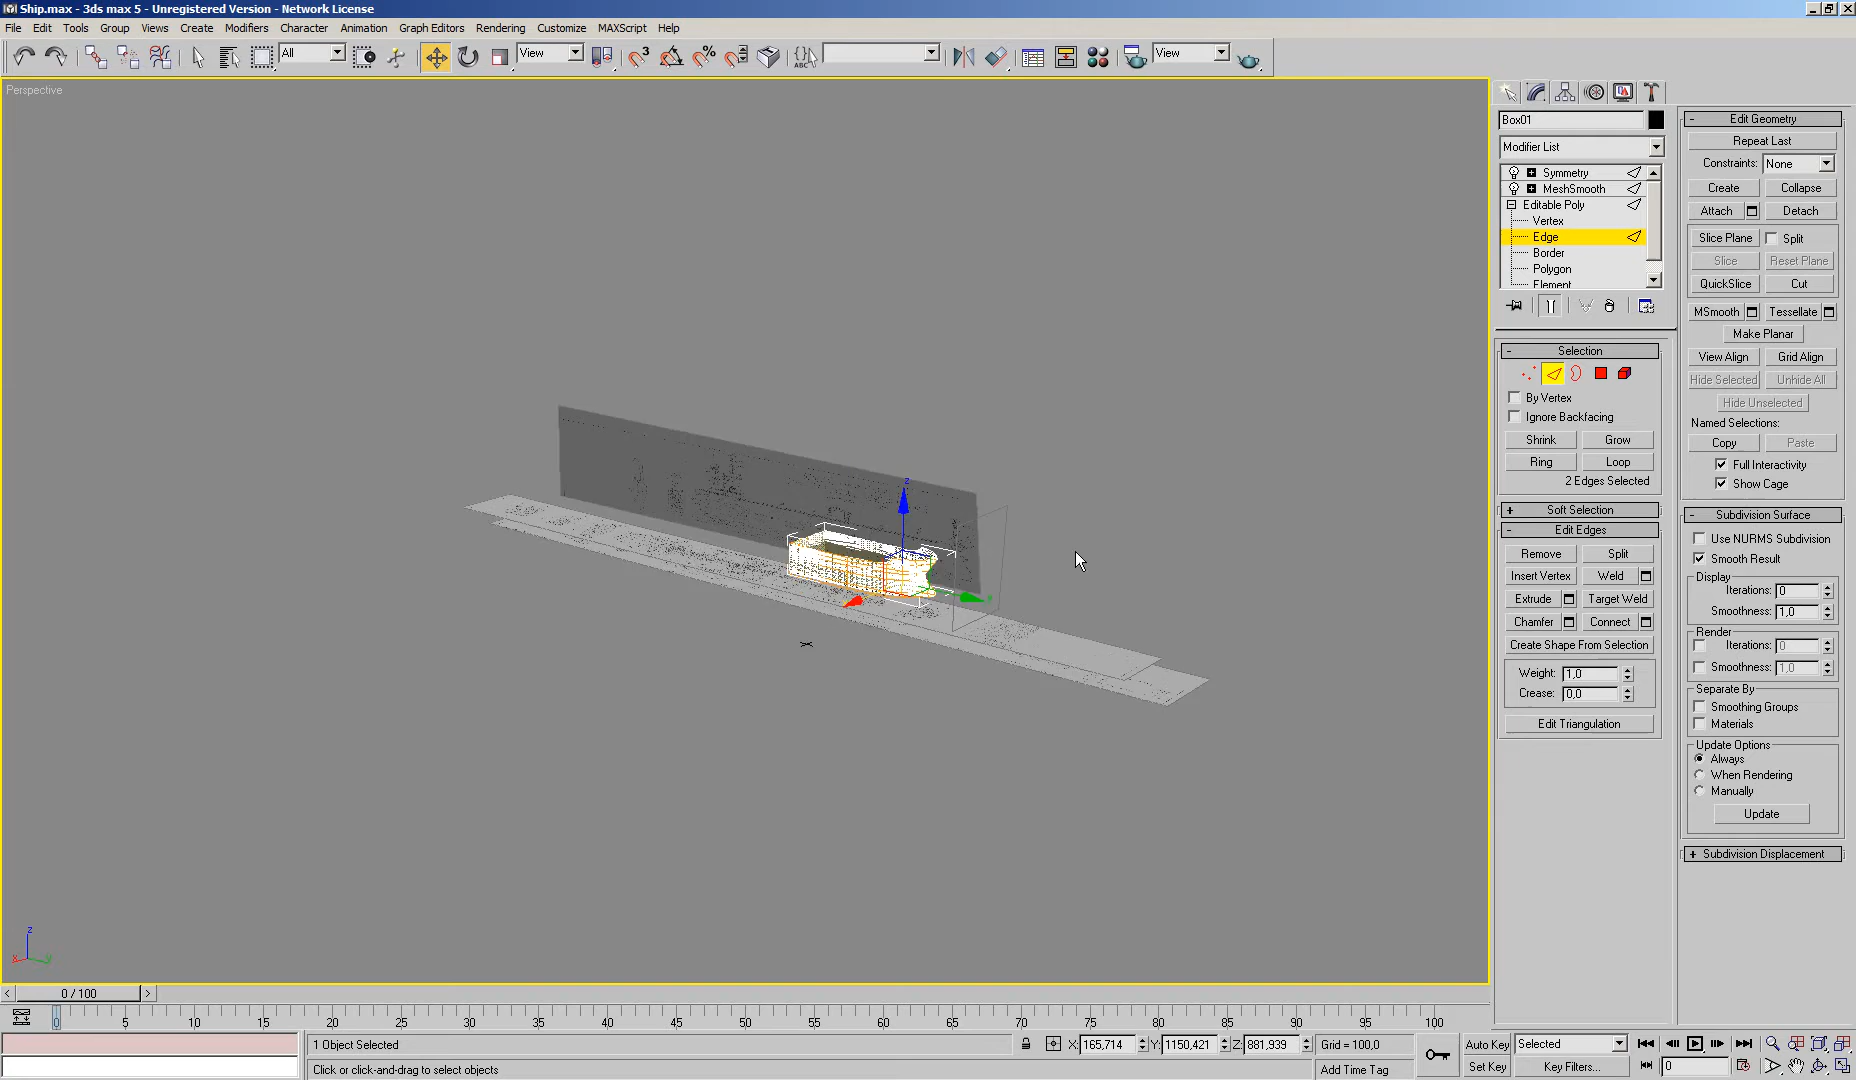 Ship.max - 3ds max 5 - Unregistered Version - Network License
File Edit Tools Group Views Create Modifiers Character Animation Graph Editors Rendering Customize MAXScript Help
All View 3 % ABC View
Perspective
z
x
y
Box01
Modifier List
Symmetry
MeshSmooth
Editable Poly
Vertex
Edge
Border
Polygon
Element
- Selection
By Vertex
Ignore Backfacing
Shrink Grow
Ring Loop
2 Edges Selected
+ Soft Selection
- Edit Edges
Remove Split
Insert Vertex Weld
Extrude Target Weld
Chamfer Connect
Create Shape From Selection
Weight: 1,0
Crease: 0,0
Edit Triangulation
- Edit Geometry
Repeat Last
Constraints: None
Create Collapse
Attach Detach
Slice Plane Split
Slice Reset Plane
QuickSlice Cut
MSmooth Tessellate
Make Planar
View Align Grid Align
Hide Selected Unhide All
Hide Unselected
Named Selections:
Copy Paste
Full Interactivity
Show Cage
- Subdivision Surface
Use NURMS Subdivision
Smooth Result
Display
Iterations: 0
Smoothness: 1,0
Render
Iterations: 0
Smoothness: 1,0
Separate By
Smoothing Groups
Materials
Update Options
Always
When Rendering
Manually
Update
+ Subdivision Displacement
z
x y
< 0 / 100 >
0 5 10 15 20 25 30 35 40 45 50 55 60 65 70 75 80 85 90 95 100
1 Object Selected X: 165,714 Y: 1150,421 Z: 881,939 Grid = 100,0 Auto Key Selected
Click or click-and-drag to select objects Add Time Tag Set Key Key Filters... 0